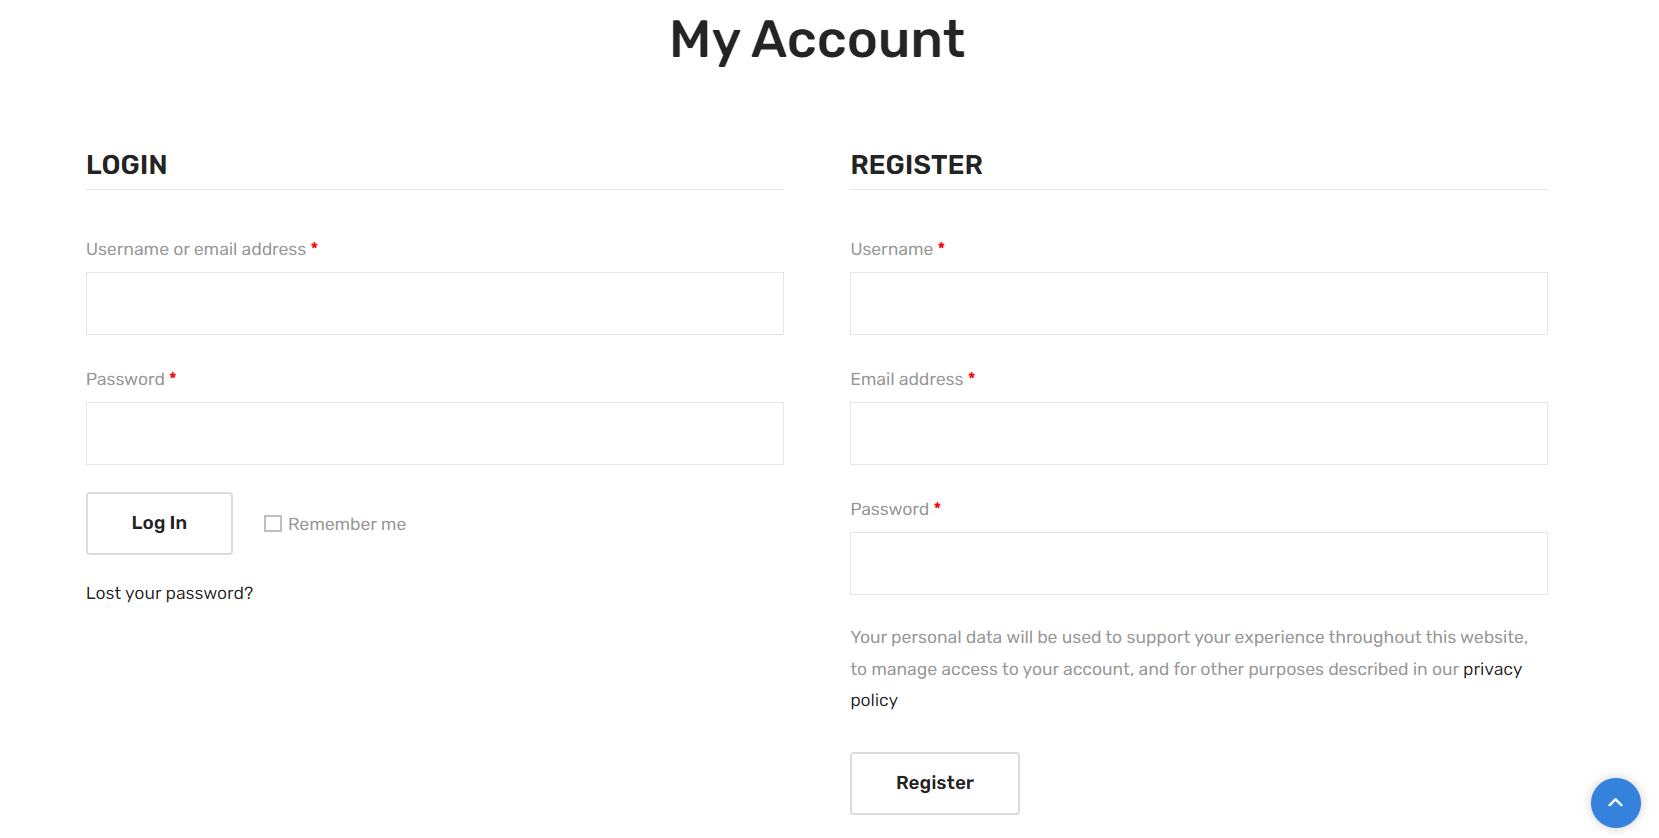 My Account
LOGIN
Username or email address *
Password *
Log In
Remember me
Lost your password?
REGISTER
Username *
Email address *
Password *
Your personal data will be used to support your experience throughout this website,
to manage access to your account, and for other purposes described in our privacy
policy
Register